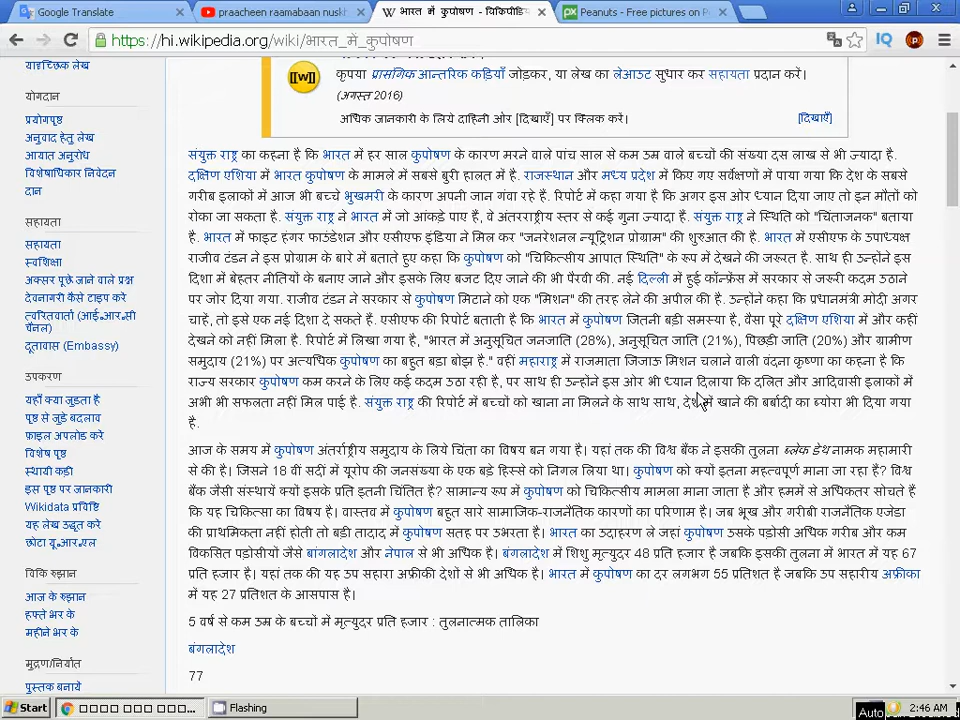 Google Translate
praacheen raamabaan nuskh
भारत में कुपोषण - विकिपीडि
Peanuts - Free pictures on P
https://hi.wikipedia.org/wiki/भारत_में_कुपोषण
यादृच्छिक लेख
योगदान
प्रयोगपृष्ठ
अनुवाद हेतु लेख
आयात अनुरोध
विशेषाधिकार निवेदन
दान
सहायता
सहायता
स्वशिक्षा
अक्सर पूछे जाने वाले प्रश्न
देवनागरी कैसे टाइप करें
त्वरितवार्ता (आई॰आर॰सी
चैनल)
दूतावास (Embassy)
उपकरण
यहाँ क्या जुड़ता है
पृष्ठ से जुड़े बदलाव
फ़ाइल अपलोड करें
विशेष पृष्ठ
स्थायी कड़ी
इस पृष्ठ पर जानकारी
Wikidata प्रविष्टि
यह लेख उद्धृत करें
छोटा यू॰आर॰एल
विकि रुझान
आज के रुझान
हफ्ते भर के
महीने भर के
मुद्रण/निर्यात
पुस्तक बनायें
[[w]]
कृपया प्रासंगिक आन्तरिक कड़ियाँ जोड़कर, या लेख का लेआउट सुधार कर सहायता प्रदान करें।
(अगस्त 2016)
अधिक जानकारी के लिये दाहिनी ओर [दिखाएँ] पर क्लिक करें।
[दिखाएँ]
संयुक्त राष्ट्र का कहना है कि भारत में हर साल कुपोषण के कारण मरने वाले पांच साल से कम उम्र वाले बच्चों की संख्या दस लाख से भी ज्यादा है.
दक्षिण एशिया में भारत कुपोषण के मामले में सबसे बुरी हालत में है. राजस्थान और मध्य प्रदेश में किए गए सर्वेक्षणों में पाया गया कि देश के सबसे
गरीब इलाकों में आज भी बच्चे भुखमरी के कारण अपनी जान गंवा रहे हैं. रिपोर्ट में कहा गया है कि अगर इस ओर ध्यान दिया जाए तो इन मौतों को
रोका जा सकता है. संयुक्त राष्ट्र ने भारत में जो आंकड़े पाए हैं, वे अंतरराष्ट्रीय स्तर से कई गुना ज्यादा हैं. संयुक्त राष्ट्र ने स्थिति को "चिंताजनक" बताया
है. भारत में फाइट हंगर फाउंडेशन और एसीएफ इंडिया ने मिल कर "जनरेशनल न्यूट्रिशन प्रोग्राम" की शुरुआत की है. भारत में एसीएफ के उपाध्यक्ष
राजीव टंडन ने इस प्रोग्राम के बारे में बताते हुए कहा कि कुपोषण को "चिकित्सीय आपात स्थिति" के रूप में देखने की जरूरत है. साथ ही उन्होंने इस
दिशा में बेहतर नीतियों के बनाए जाने और इसके लिए बजट दिए जाने की भी पैरवी की. नई दिल्ली में हुई कॉन्फ्रेंस में सरकार से जरूरी कदम उठाने
पर जोर दिया गया. राजीव टंडन ने सरकार से कुपोषण मिटाने को एक "मिशन" की तरह लेने की अपील की है. उन्होंने कहा कि प्रधानमंत्री मोदी अगर
चाहें, तो इसे एक नई दिशा दे सकते हैं. एसीएफ की रिपोर्ट बताती है कि भारत में कुपोषण जितनी बड़ी समस्या है, वैसा पूरे दक्षिण एशिया में और कहीं
देखने को नहीं मिला है. रिपोर्ट में लिखा गया है, "भारत में अनुसूचित जनजाति (28%), अनुसूचित जाति (21%), पिछड़ी जाति (20%) और ग्रामीण
समुदाय (21%) पर अत्यधिक कुपोषण का बहुत बड़ा बोझ है." वहीं महाराष्ट्र में राजमाता जिजाऊ मिशन चलाने वाली वंदना कृष्णा का कहना है कि
राज्य सरकार कुपोषण कम करने के लिए कई कदम उठा रही है, पर साथ ही उन्होंने इस ओर भी ध्यान दिलाया कि दलित और आदिवासी इलाकों में
अभी भी सफलता नहीं मिल पाई है. संयुक्त राष्ट्र की रिपोर्ट में बच्चों को खाना ना मिलने के साथ साथ, देश में खाने की बर्बादी का ब्योरा भी दिया गया
है.
आज के समय में कुपोषण अंतर्राष्ट्रीय समुदाय के लिये चिंता का विषय बन गया है। यहां तक की विश्व बैंक ने इसकी तुलना ब्लेक डेथ नामक महामारी
से की है। जिसने 18 वीं सदीं में यूरोप की जनसंख्या के एक बड़े हिस्से को निगल लिया था। कुपोषण को क्यों इतना महत्वपूर्ण माना जा रहा हैं? विश्व
बैंक जैसी संस्थायें क्यों इसके प्रति इतनी चिंतित है? सामान्य रूप में कुपोषण को चिकित्सीय मामला माना जाता है और हममें से अधिकतर सोचते हैं
कि यह चिकित्सा का विषय है। वास्तव में कुपोषण बहुत सारे सामाजिक-राजनैतिक कारणों का परिणाम है। जब भूख और गरीबी राजनैतिक एजेडा
की प्राथमिकता नहीं होती तो बड़ी तादाद में कुपोषण सतह पर उभरता है। भारत का उदाहरण ले जहां कुपोषण उसके पड़ोसी अधिक गरीब और कम
विकसित पड़ोसीयों जैसे बांगलादेश और नेपाल से भी अधिक है। बंगलादेश में शिशु मृत्युदर 48 प्रति हजार है जबकि इसकी तुलना में भारत में यह 67
प्रति हजार है। यहां तक की यह उप सहारा अफ्रीकी देशों से भी अधिक है। भारत में कुपोषण का दर लगभग 55 प्रतिशत है जबकि उप सहारीय अफ्रीका
में यह 27 प्रतिशत के आसपास है।
5 वर्ष से कम उम्र के बच्चों में मृत्युदर प्रति हजार : तुलनात्मक तालिका
बंगलादेश
77
Start
Flashing
2:46 AM